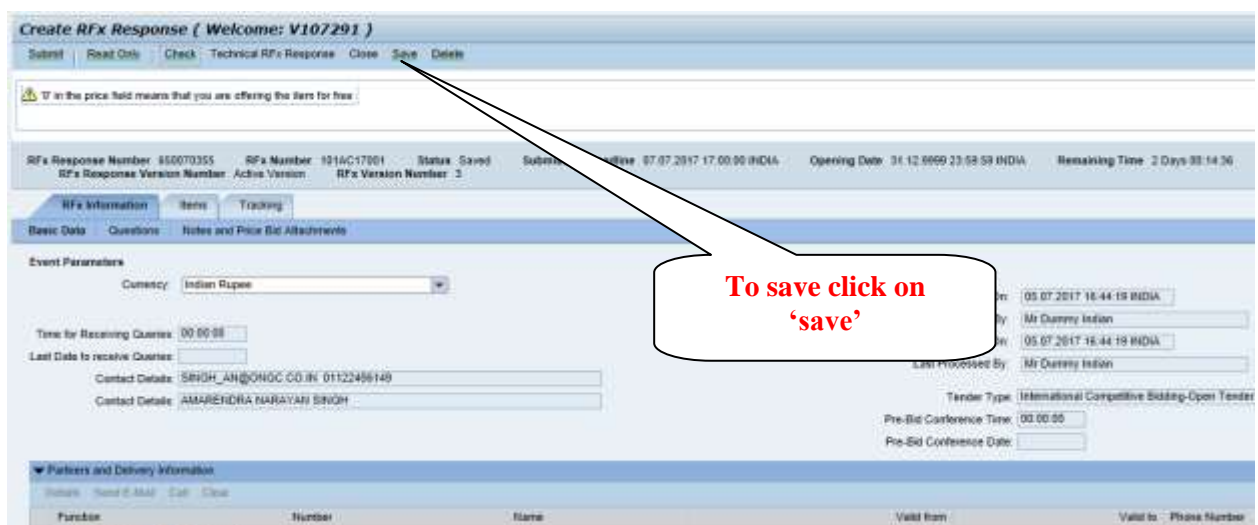 Create RFx Response ( Welcome: V107291 )
Submit Read Only Check Technical RFx Response Close Save Delete
'0' in the price field means that you are offering the item for free
RFx Response Number 650070355 RFx Number 101AC17001 Status Saved Submi dline 07.07.2017 17:00:00 INDIA Opening Date 31.12.9999 23:59:59 INDIA Remaining Time 2 Days 00:14:36
RFx Response Version Number Active Version RFx Version Number 3
RFx Information Items Tracking
Basic Data Questions Notes and Price Bid Attachments
Event Parameters
Currency: Indian Rupee
To save click on
‘save’
On: 05.07.2017 16:44:19 INDIA
By: Mr Dummy Indian
Time for Receiving Queries: 00:00:00
On: 05.07.2017 16:44:19 INDIA
Last Date to receive Queries:
Last Processed By: Mr Dummy Indian
Contact Details: SINGH_AN@ONGC.CO.IN 01122406149
Contact Details: AMARENDRA NARAYAN SINGH
Tender Type: International Competitive Bidding-Open Tender
Pre-Bid Conference Time: 00:00:00
Pre-Bid Conference Date:
Partners and Delivery Information
Details Send E-Mail Call Clear
Function Number Name Valid from Valid to Phone Number